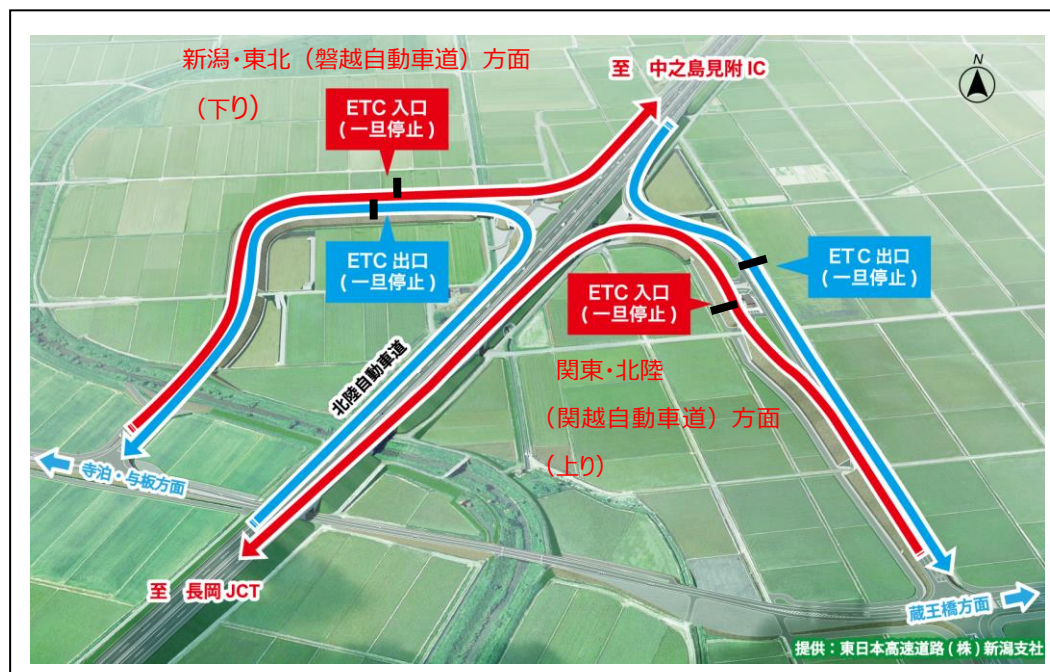 新潟・東北（磐越自動車道）方面
（下り）
至　中之島見附IC
N
ETC 入口
(一旦停止)
ETC 出口
(一旦停止)
ETC 出口
(一旦停止)
ETC 入口
(一旦停止)
北陸自動車道
関東・北陸
（関越自動車道）方面
（上り）
寺泊・与板方面
至　長岡JCT
蔵王橋方面
提供：東日本高速道路(株)新潟支社